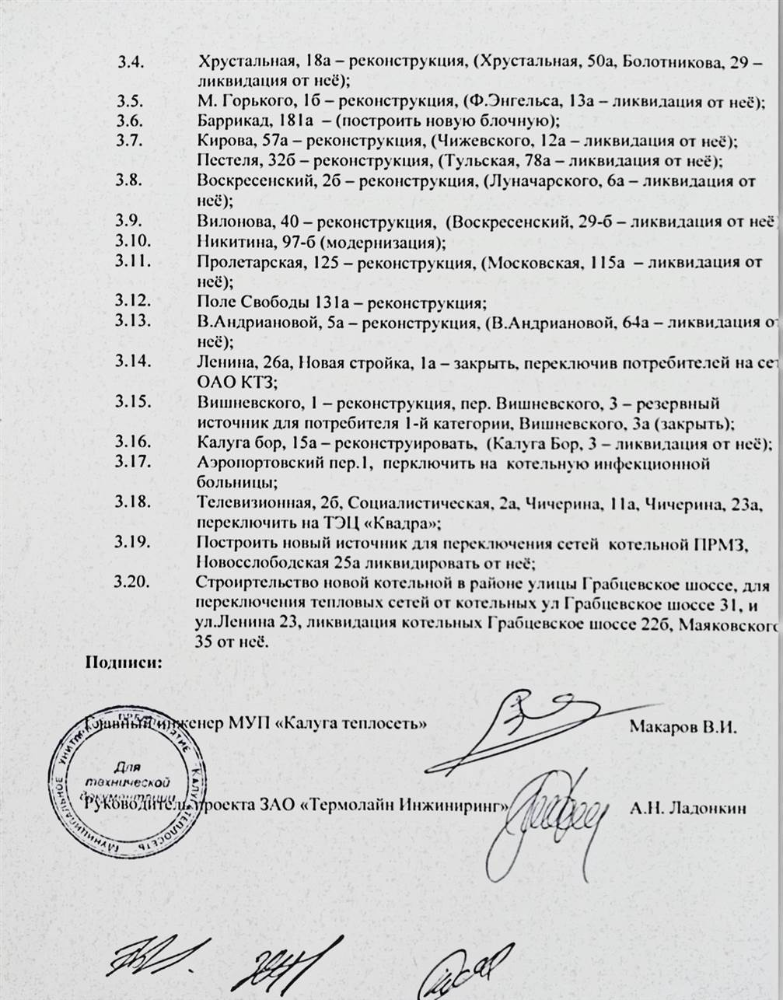 3.4. Хрустальная, 18а – реконструкция, (Хрустальная, 50а, Болотникова, 29 –
ликвидация от неё);
3.5. М. Горького, 1б – реконструкция, (Ф.Энгельса, 13а – ликвидация от неё);
3.6. Баррикад, 181а – (построить новую блочную);
3.7. Кирова, 57а – реконструкция, (Чижевского, 12а – ликвидация от неё);
Пестеля, 32б – реконструкция, (Тульская, 78а – ликвидация от неё);
3.8. Воскресенский, 2б – реконструкция, (Луначарского, 6а – ликвидация от
неё);
3.9. Вилонова, 40 – реконструкция, (Воскресенский, 29-б – ликвидация от неё)
3.10. Никитина, 97-б (модернизация);
3.11. Пролетарская, 125 – реконструкция, (Московская, 115а – ликвидация от
неё);
3.12. Поле Свободы 131а – реконструкция;
3.13. В.Андриановой, 5а – реконструкция, (В.Андриановой, 64а – ликвидация от
неё);
3.14. Ленина, 26а, Новая стройка, 1а – закрыть, переключив потребителей на сет
ОАО КТЗ;
3.15. Вишневского, 1 – реконструкция, пер. Вишневского, 3 – резервный
источник для потребителя 1-й категории, Вишневского, 3а (закрыть);
3.16. Калуга бор, 15а – реконструировать, (Калуга Бор, 3 – ликвидация от неё);
3.17. Аэропортовский пер.1, перключить на котельную инфекционной
больницы;
3.18. Телевизионная, 2б, Социалистическая, 2а, Чичерина, 11а, Чичерина, 23а,
переключить на ТЭЦ «Квадра»;
3.19. Построить новый источник для переключения сетей котельной ПРМЗ,
Новосслободская 25а ликвидировать от неё;
3.20. Строиртельство новой котельной в районе улицы Грабцевское шоссе, для
переключения тепловых сетей от котельных ул Грабцевское шоссе 31, и
ул.Ленина 23, ликвидация котельных Грабцевское шоссе 22б, Маяковского
35 от неё.
Подписи:
Главный инженер МУП «Калуга теплосеть» Макаров В.И.
МУНИЦИПАЛЬНОЕ УНИТАРНОЕ ПРЕДПРИЯТИЕ КАЛУГАТЕПЛОСЕТЬ
Для
технической
документации
Руководитель проекта ЗАО «Термолайн Инжиниринг» А.Н. Ладонкин